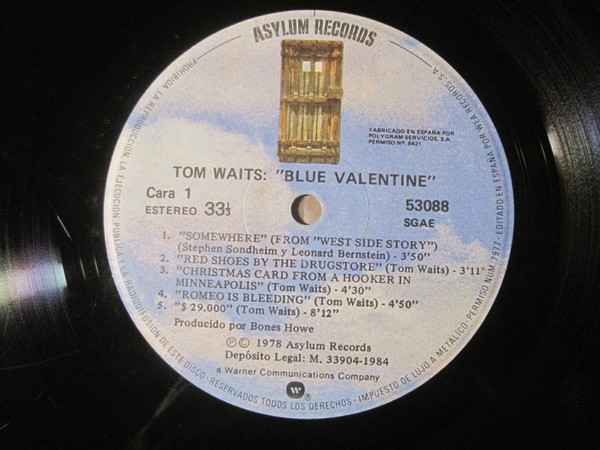 ASYLUM RECORDS
FABRICADO EN ESPAÑA POR
POLYGRAM SERVICIOS, S.A.
PERMISO Nº. 8421
TOM WAITS: "BLUE VALENTINE"
Cara 1
ESTEREO 33⅓
53088
SGAE
1. "SOMEWHERE" (FROM "WEST SIDE STORY")
(Stephen Sondheim y Leonard Bernstein) - 3'50"
2. "RED SHOES BY THE DRUGSTORE" (Tom Waits) - 3'11"
3. "CHRISTMAS CARD FROM A HOOKER IN
MINNEAPOLIS" (Tom Waits) - 4'30"
4. "ROMEO IS BLEEDING" (Tom Waits) - 4'50"
5. "$ 29.000" (Tom Waits) - 8'12"
Producido por Bones Howe
Ⓟ© 1978 Asylum Records
Depósito Legal: M. 33904-1984
a Warner Communications Company
W
PROHIBIDA LA REPRODUCCION, LA EJECUCION PUBLICA Y LA RADIODIFUSION DE ESTE DISCO · RESERVADOS TODOS LOS DERECHOS · IMPUESTO DE LUJO A METALICO · PERMISO NUM. 7977 · EDITADO EN ESPAÑA POR WEA RECORDS, S.A.